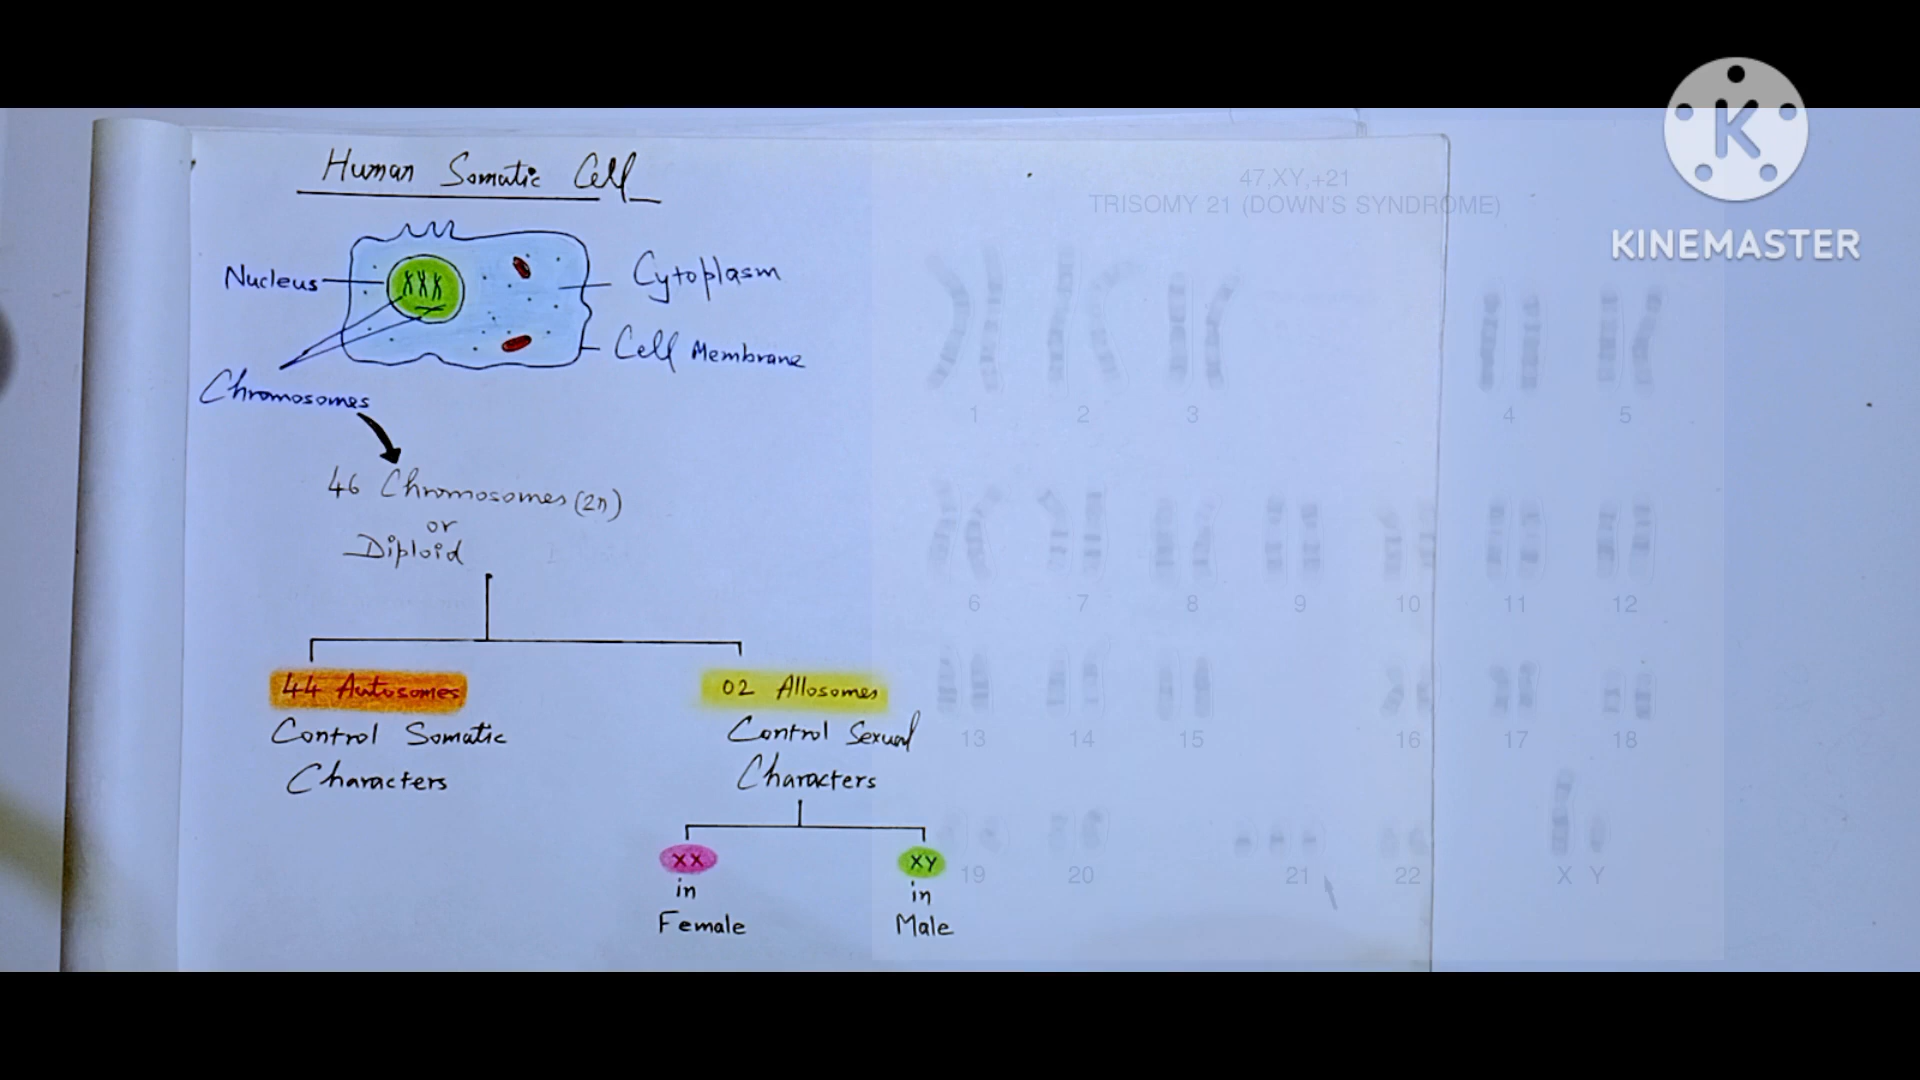 Human Somatic Cell
Nucleus
Cytoplasm
Cell Membrane
Chromosomes
46 Chromosomes (2n)
or
Diploid
44 Autosomes
Control Somatic
Characters
02 Allosomes
Control Sexual
Characters
XX
in
Female
XY
in
Male
47,XY,+21
TRISOMY 21 (DOWN'S SYNDROME)
1 2 3 4 5
6 7 8 9 10 11 12
13 14 15 16 17 18
19 20 21 22 X Y
K
KINEMASTER